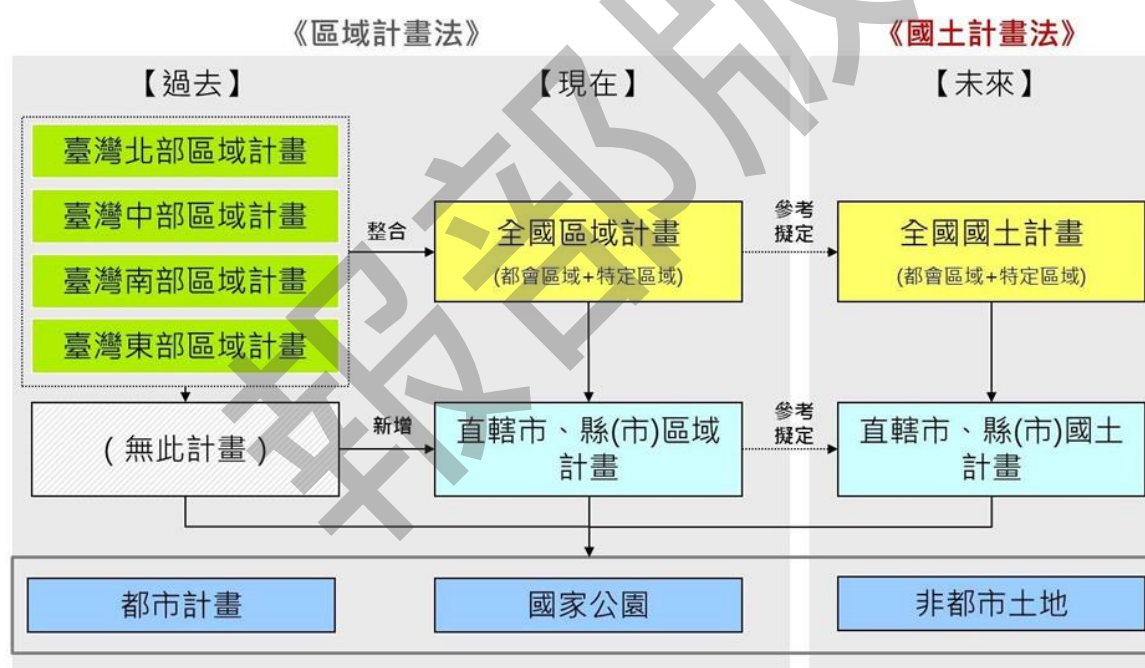 《區域計畫法》
《國土計畫法》
【過去】
【現在】
【未來】
臺灣北部區域計畫
臺灣中部區域計畫
臺灣南部區域計畫
臺灣東部區域計畫
整合
全國區域計畫
(都會區域+特定區域)
參考
擬定
全國國土計畫
(都會區域+特定區域)
(無此計畫)
新增
直轄市、縣(市)區域
計畫
參考
擬定
直轄市、縣(市)國土
計畫
都市計畫
國家公園
非都市土地
報部版